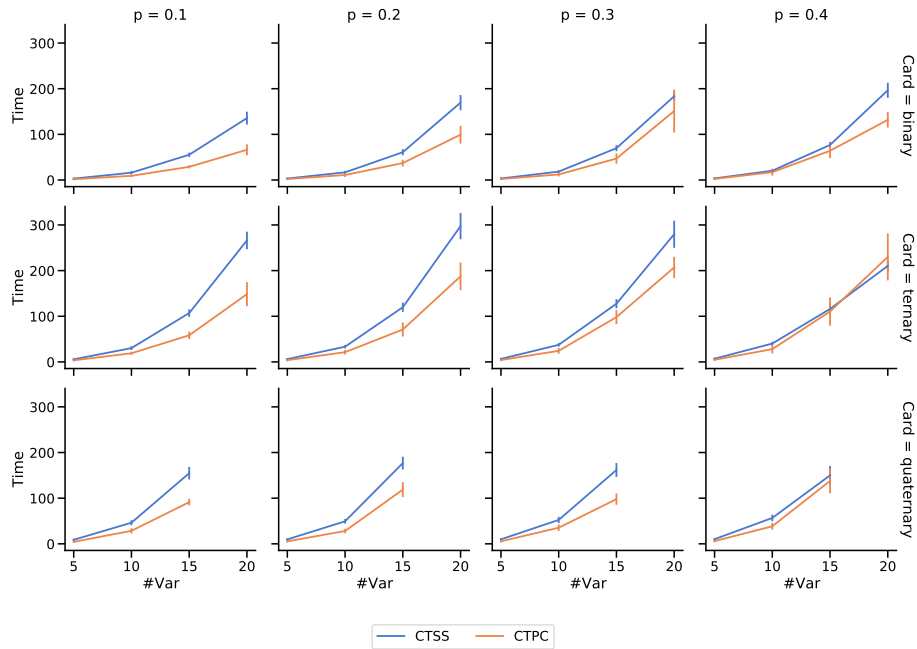 p = 0.1 p = 0.2 p = 0.3 p = 0.4
300
200
100
0
Time
Card = binary
300
200
100
0
Time
Card = ternary
300
200
100
0
Time
Card = quaternary
5 10 15 20 5 10 15 20 5 10 15 20 5 10 15 20
#Var #Var #Var #Var
CTSS CTPC